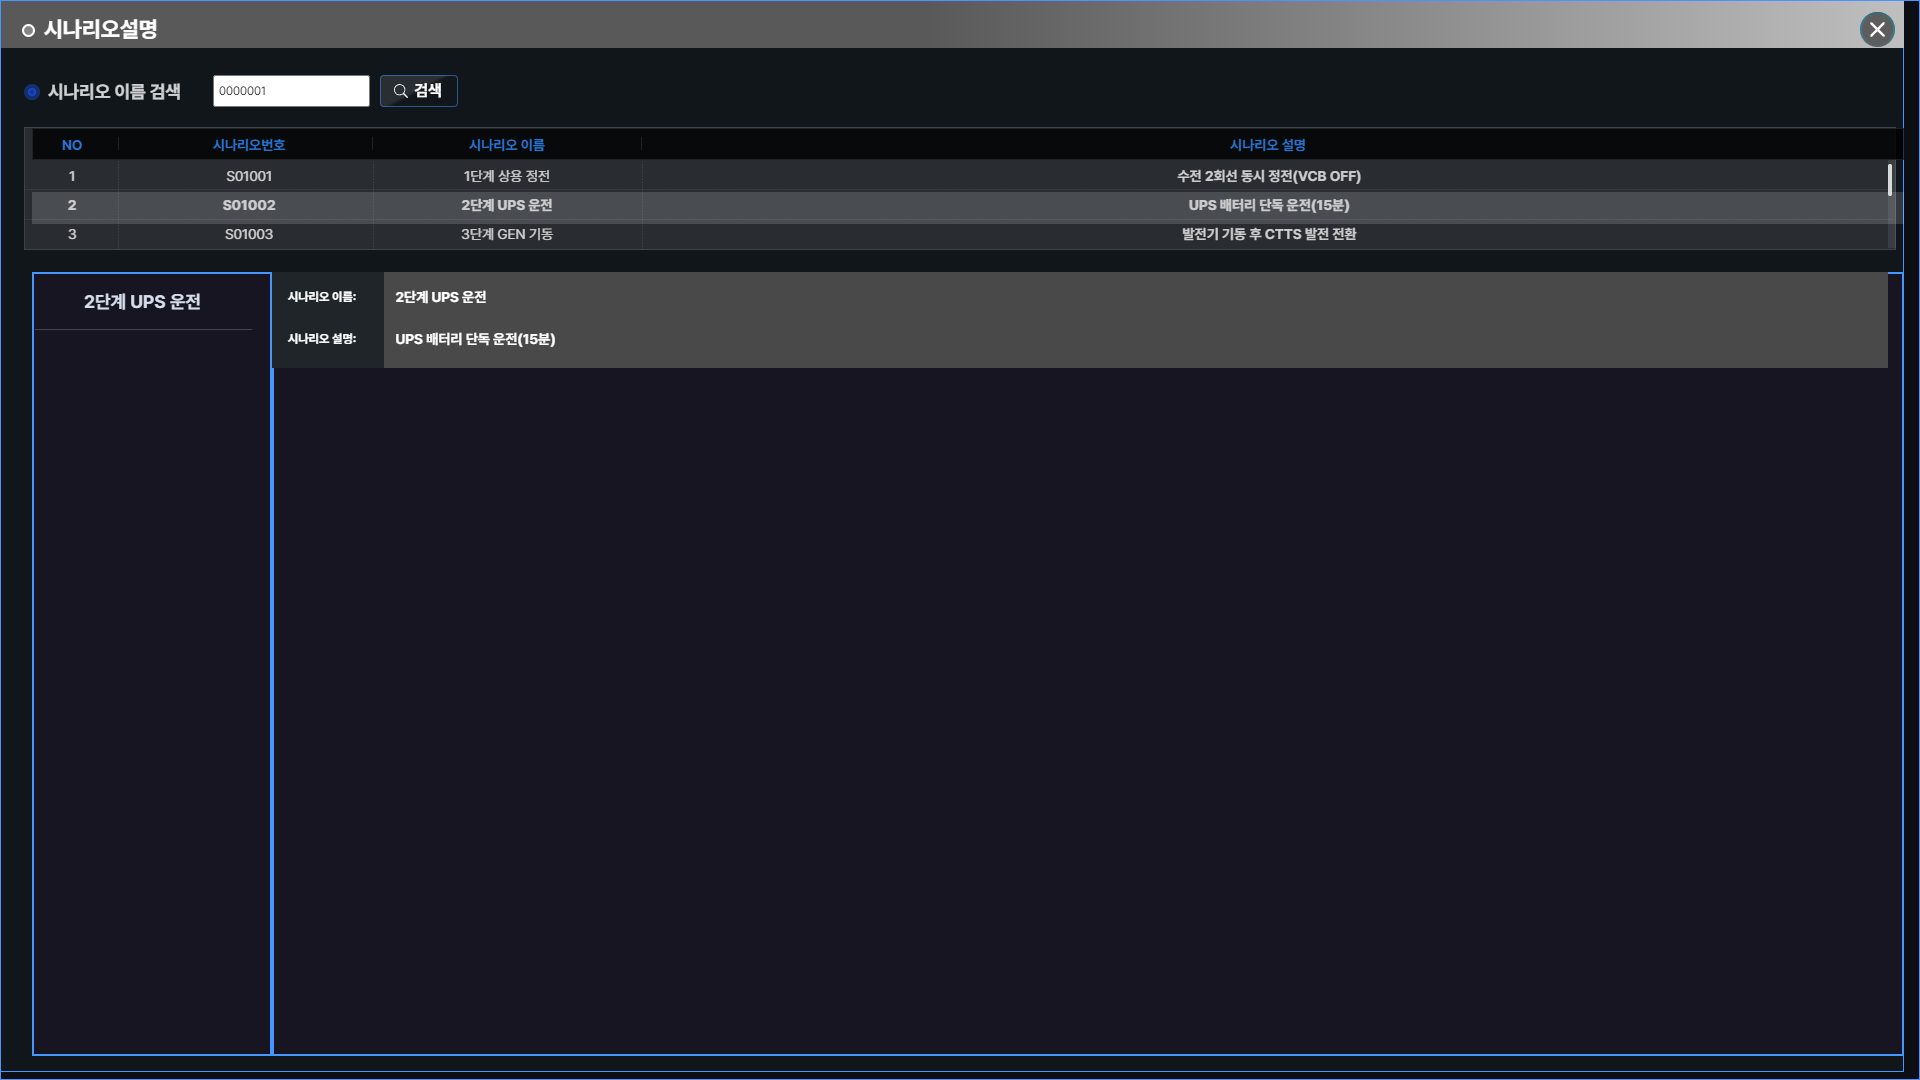 시나리오설명
시나리오 이름 검색 0000001 검색
NO 시나리오번호 시나리오 이름 시나리오 설명
1 S01001 1단계 상용 정전 수전 2회선 동시 정전(VCB OFF)
2 S01002 2단계 UPS 운전 UPS 배터리 단독 운전(15분)
3 S01003 3단계 GEN 기동 발전기 기동 후 CTTS 발전 전환
2단계 UPS 운전
시나리오 이름: 2단계 UPS 운전
시나리오 설명: UPS 배터리 단독 운전(15분)